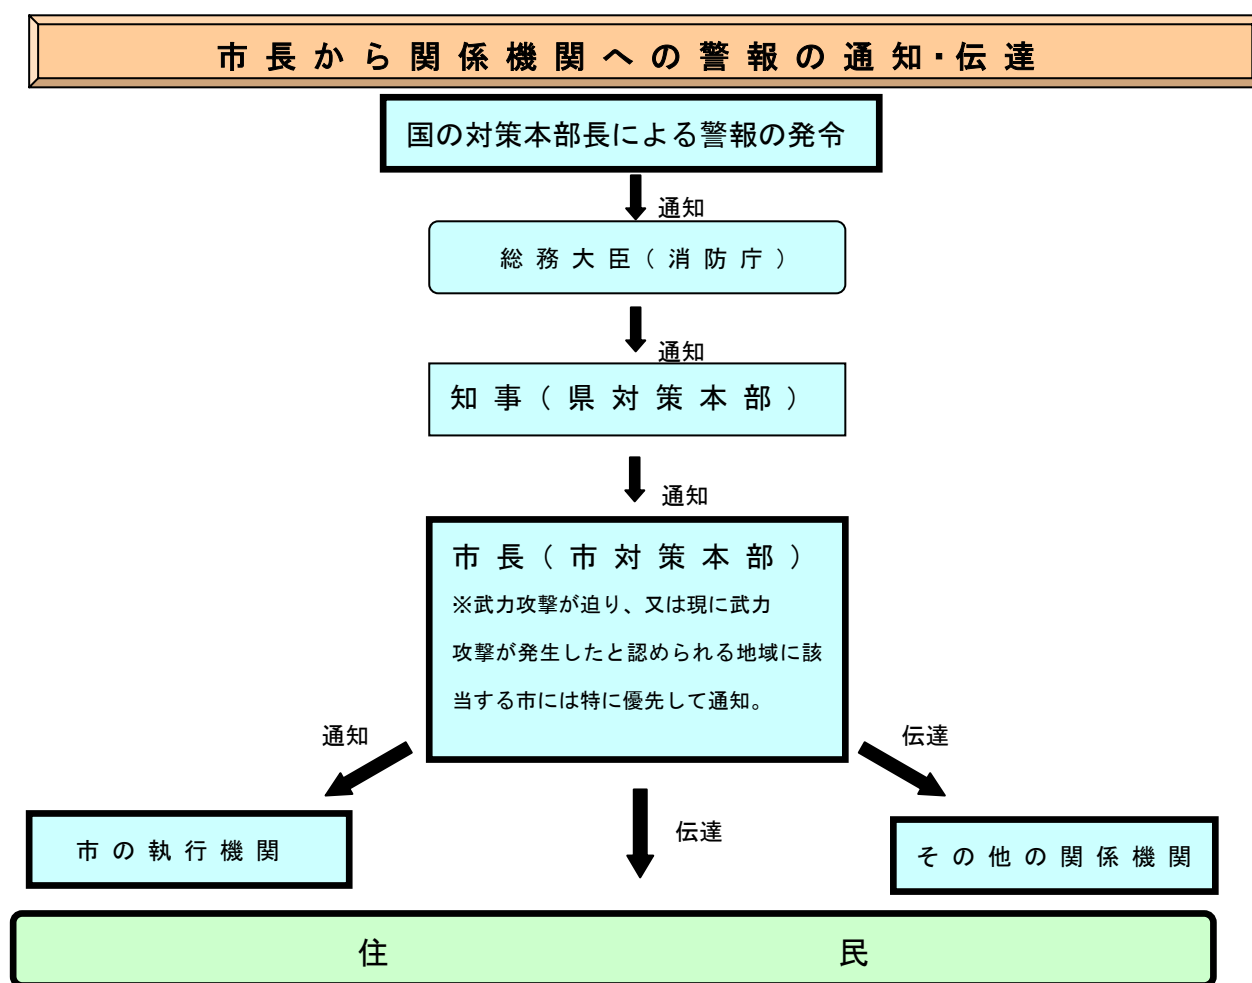 市長から関係機関への警報の通知・伝達
国の対策本部長による警報の発令
通知
総務大臣（消防庁）
通知
知事（県対策本部）
通知
市長（市対策本部）
※武力攻撃が迫り、又は現に武力
攻撃が発生したと認められる地域に該
当する市には特に優先して通知。
通知
伝達
伝達
市の執行機関
その他の関係機関
住民